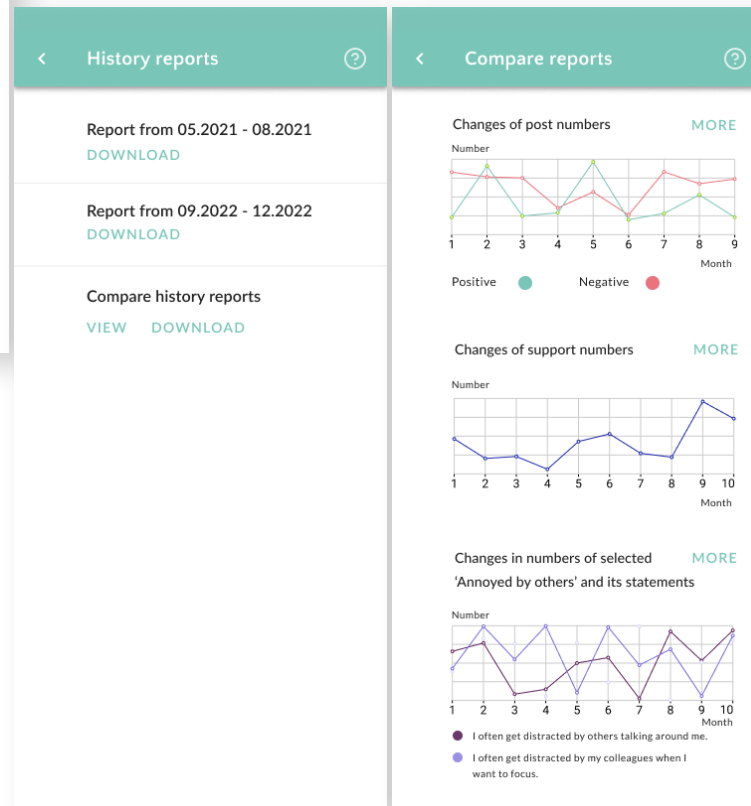 History reports
?
Report from 05.2021 - 08.2021
DOWNLOAD
Report from 09.2022 - 12.2022
DOWNLOAD
Compare history reports
VIEW DOWNLOAD
Compare reports
?
Changes of post numbers MORE
Number
1 2 3 4 5 6 7 8 9
Month
Positive Negative
Changes of support numbers MORE
Number
1 2 3 4 5 6 7 8 9 10
Month
Changes in numbers of selected MORE
‘Annoyed by others’ and its statements
Number
1 2 3 4 5 6 7 8 9 10
Month
I often get distracted by others talking around me.
I often get distracted by my colleagues when I
want to focus.